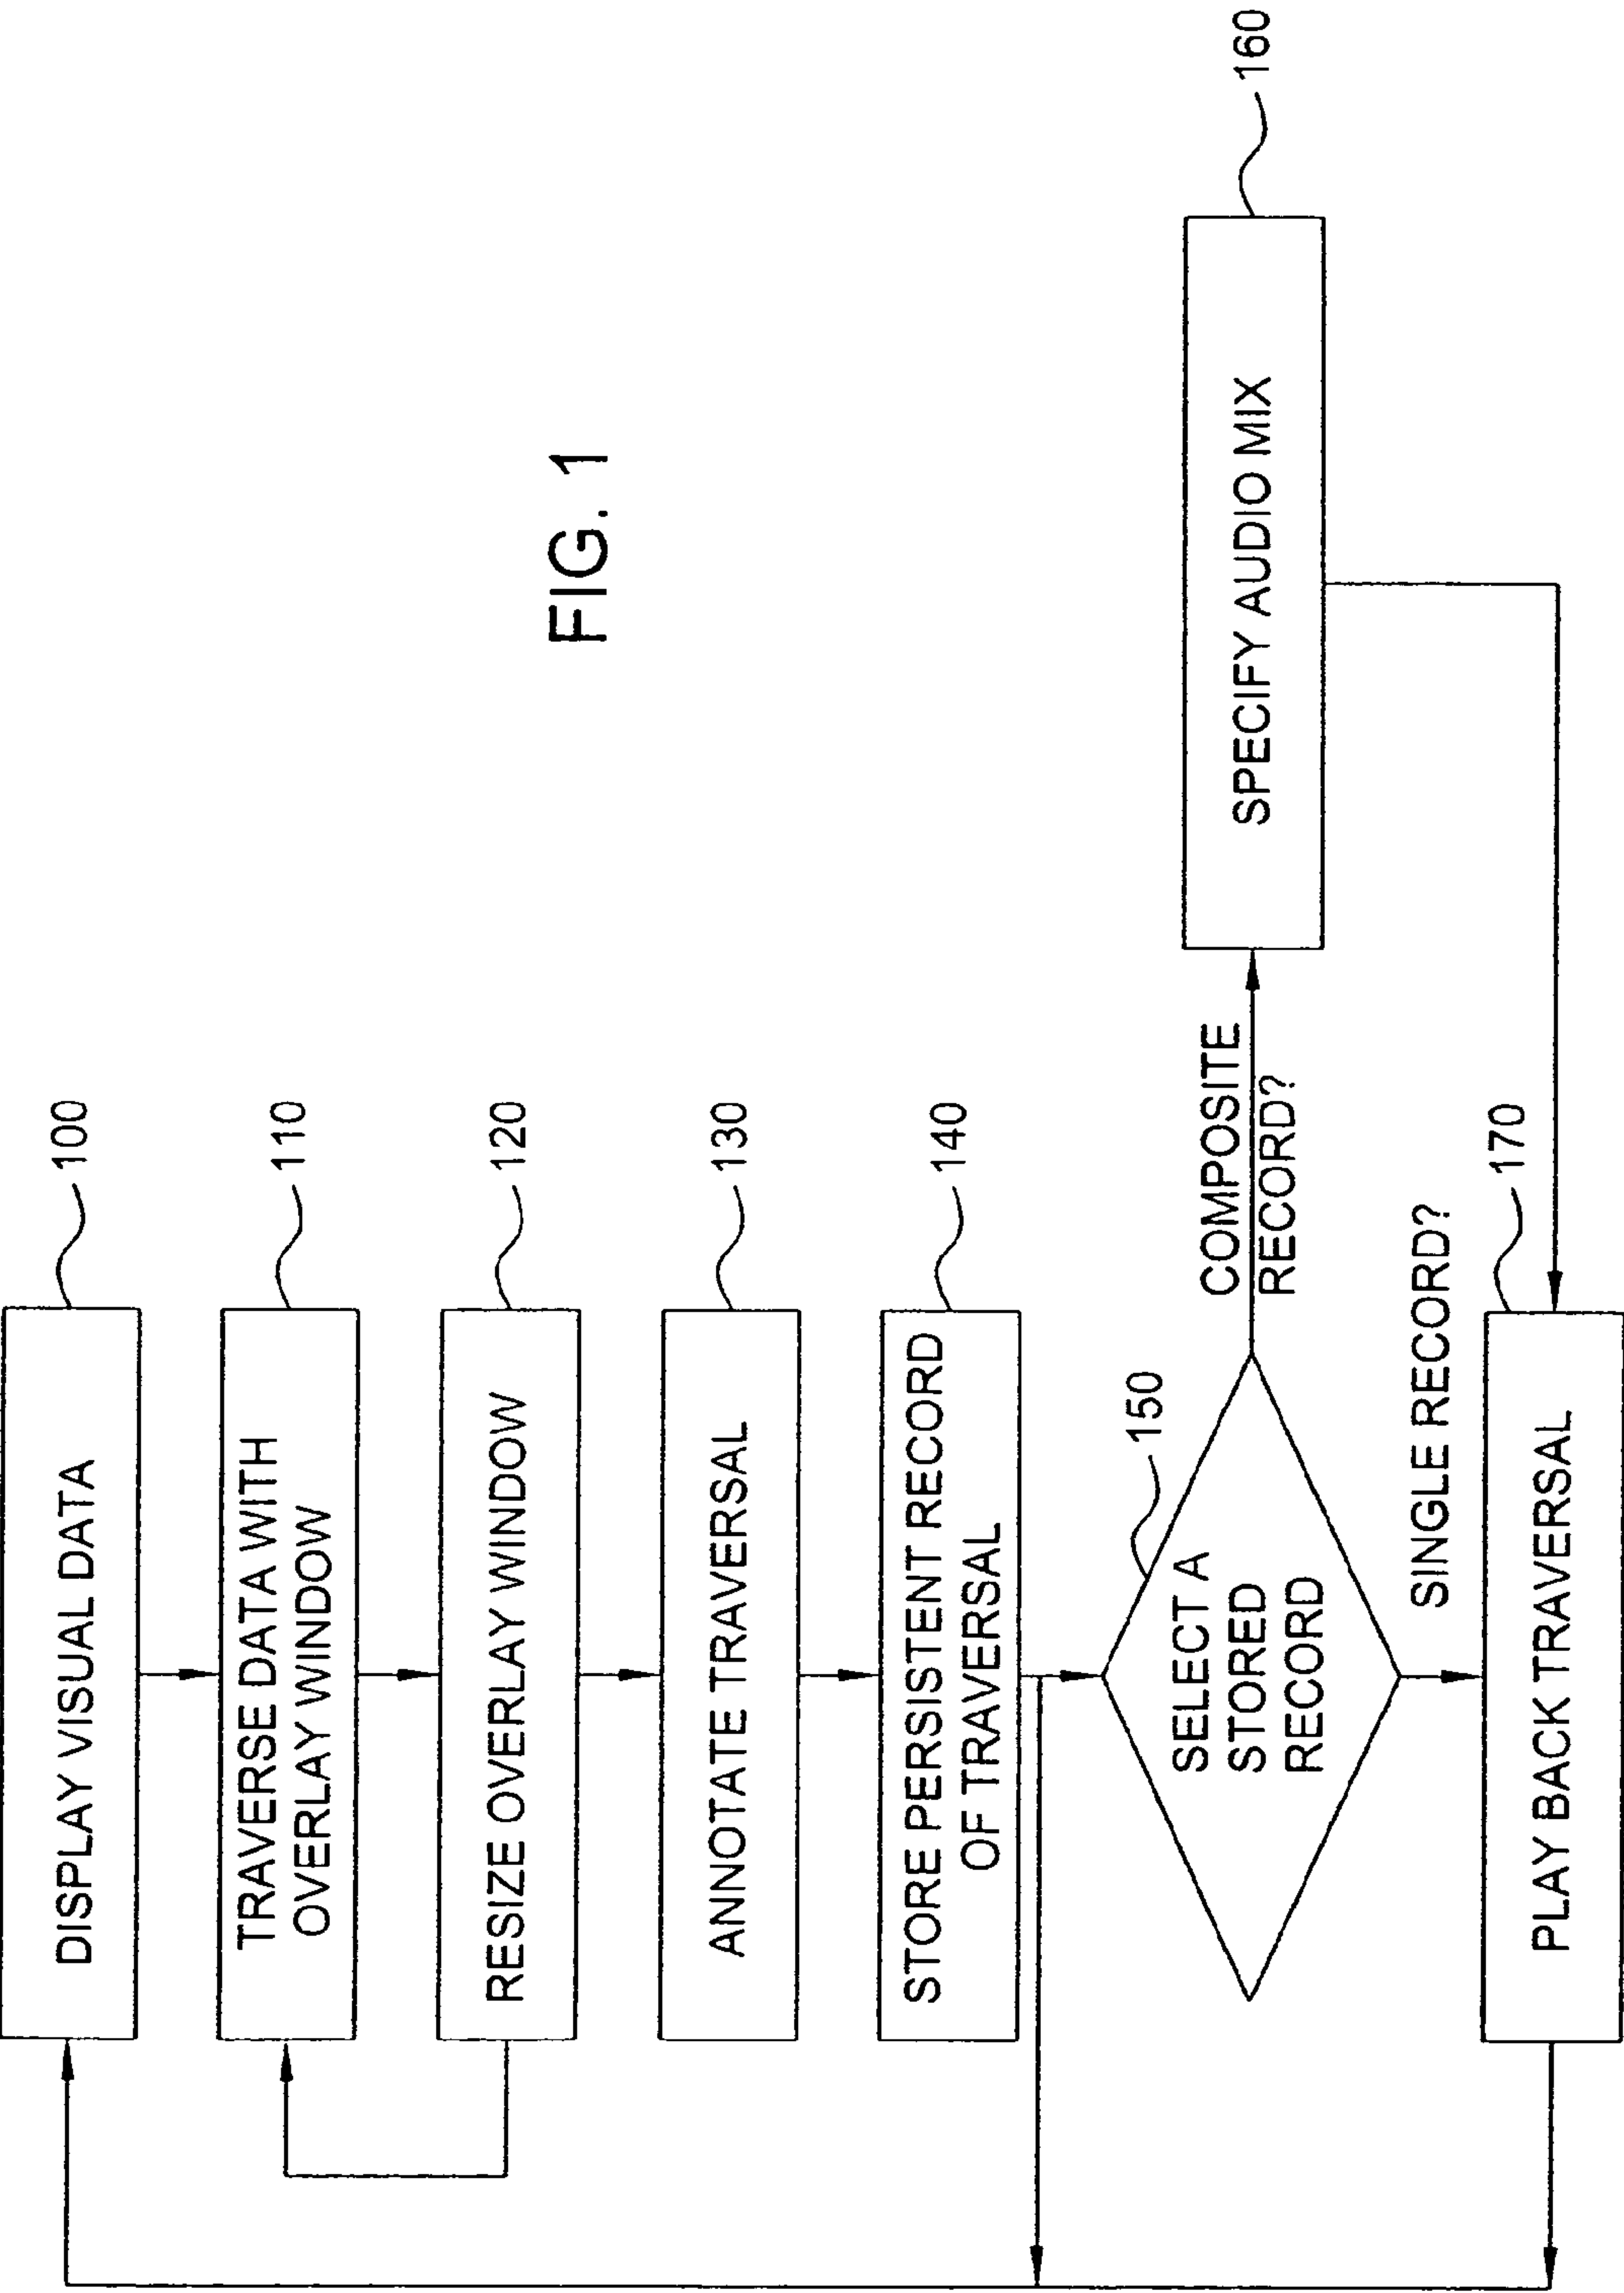 DISPLAY VISUAL DATA
100
TRAVERSE DATA WITH
OVERLAY WINDOW
110
RESIZE OVERLAY WINDOW
120
ANNOTATE TRAVERSAL
130
STORE PERSISTENT RECORD
OF TRAVERSAL
140
SELECT A
STORED
RECORD
150
COMPOSITE
RECORD?
SPECIFY AUDIO MIX
160
SINGLE RECORD?
PLAY BACK TRAVERSAL
170
FIG. 1